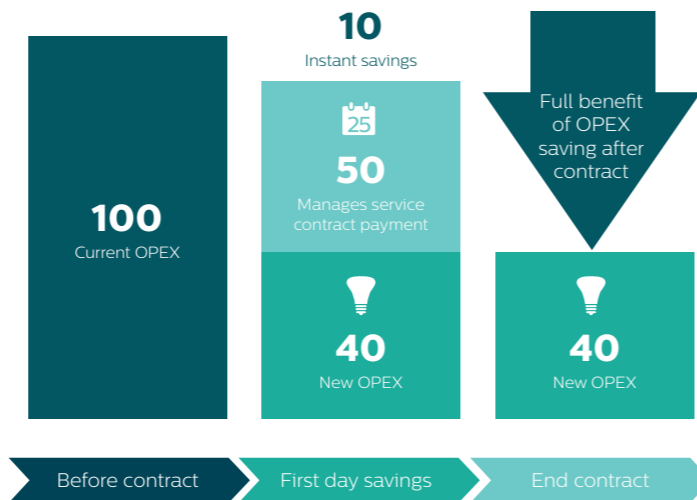 100
Current OPEX
10
Instant savings
25
50
Manages service
contract payment
40
New OPEX
Full benefit
of OPEX
saving after
contract
40
New OPEX
Before contract
First day savings
End contract